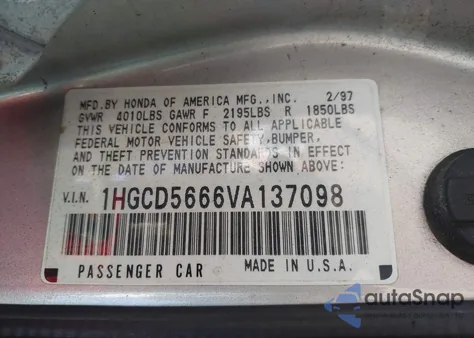 MFD. BY HONDA OF AMERICA MFG., INC. 2/97
GVWR 4010LBS GAWR F 2195LBS R 1850LBS
THIS VEHICLE CONFORMS TO ALL APPLICABLE
FEDERAL MOTOR VEHICLE SAFETY, BUMPER,
AND THEFT PREVENTION STANDARDS IN EFFECT
ON THE DATE OF MANUFACTURE SHOWN ABOVE.
V.I.N. 1HGCD5666VA137098
PASSENGER CAR MADE IN U.S.A.
autoSnap